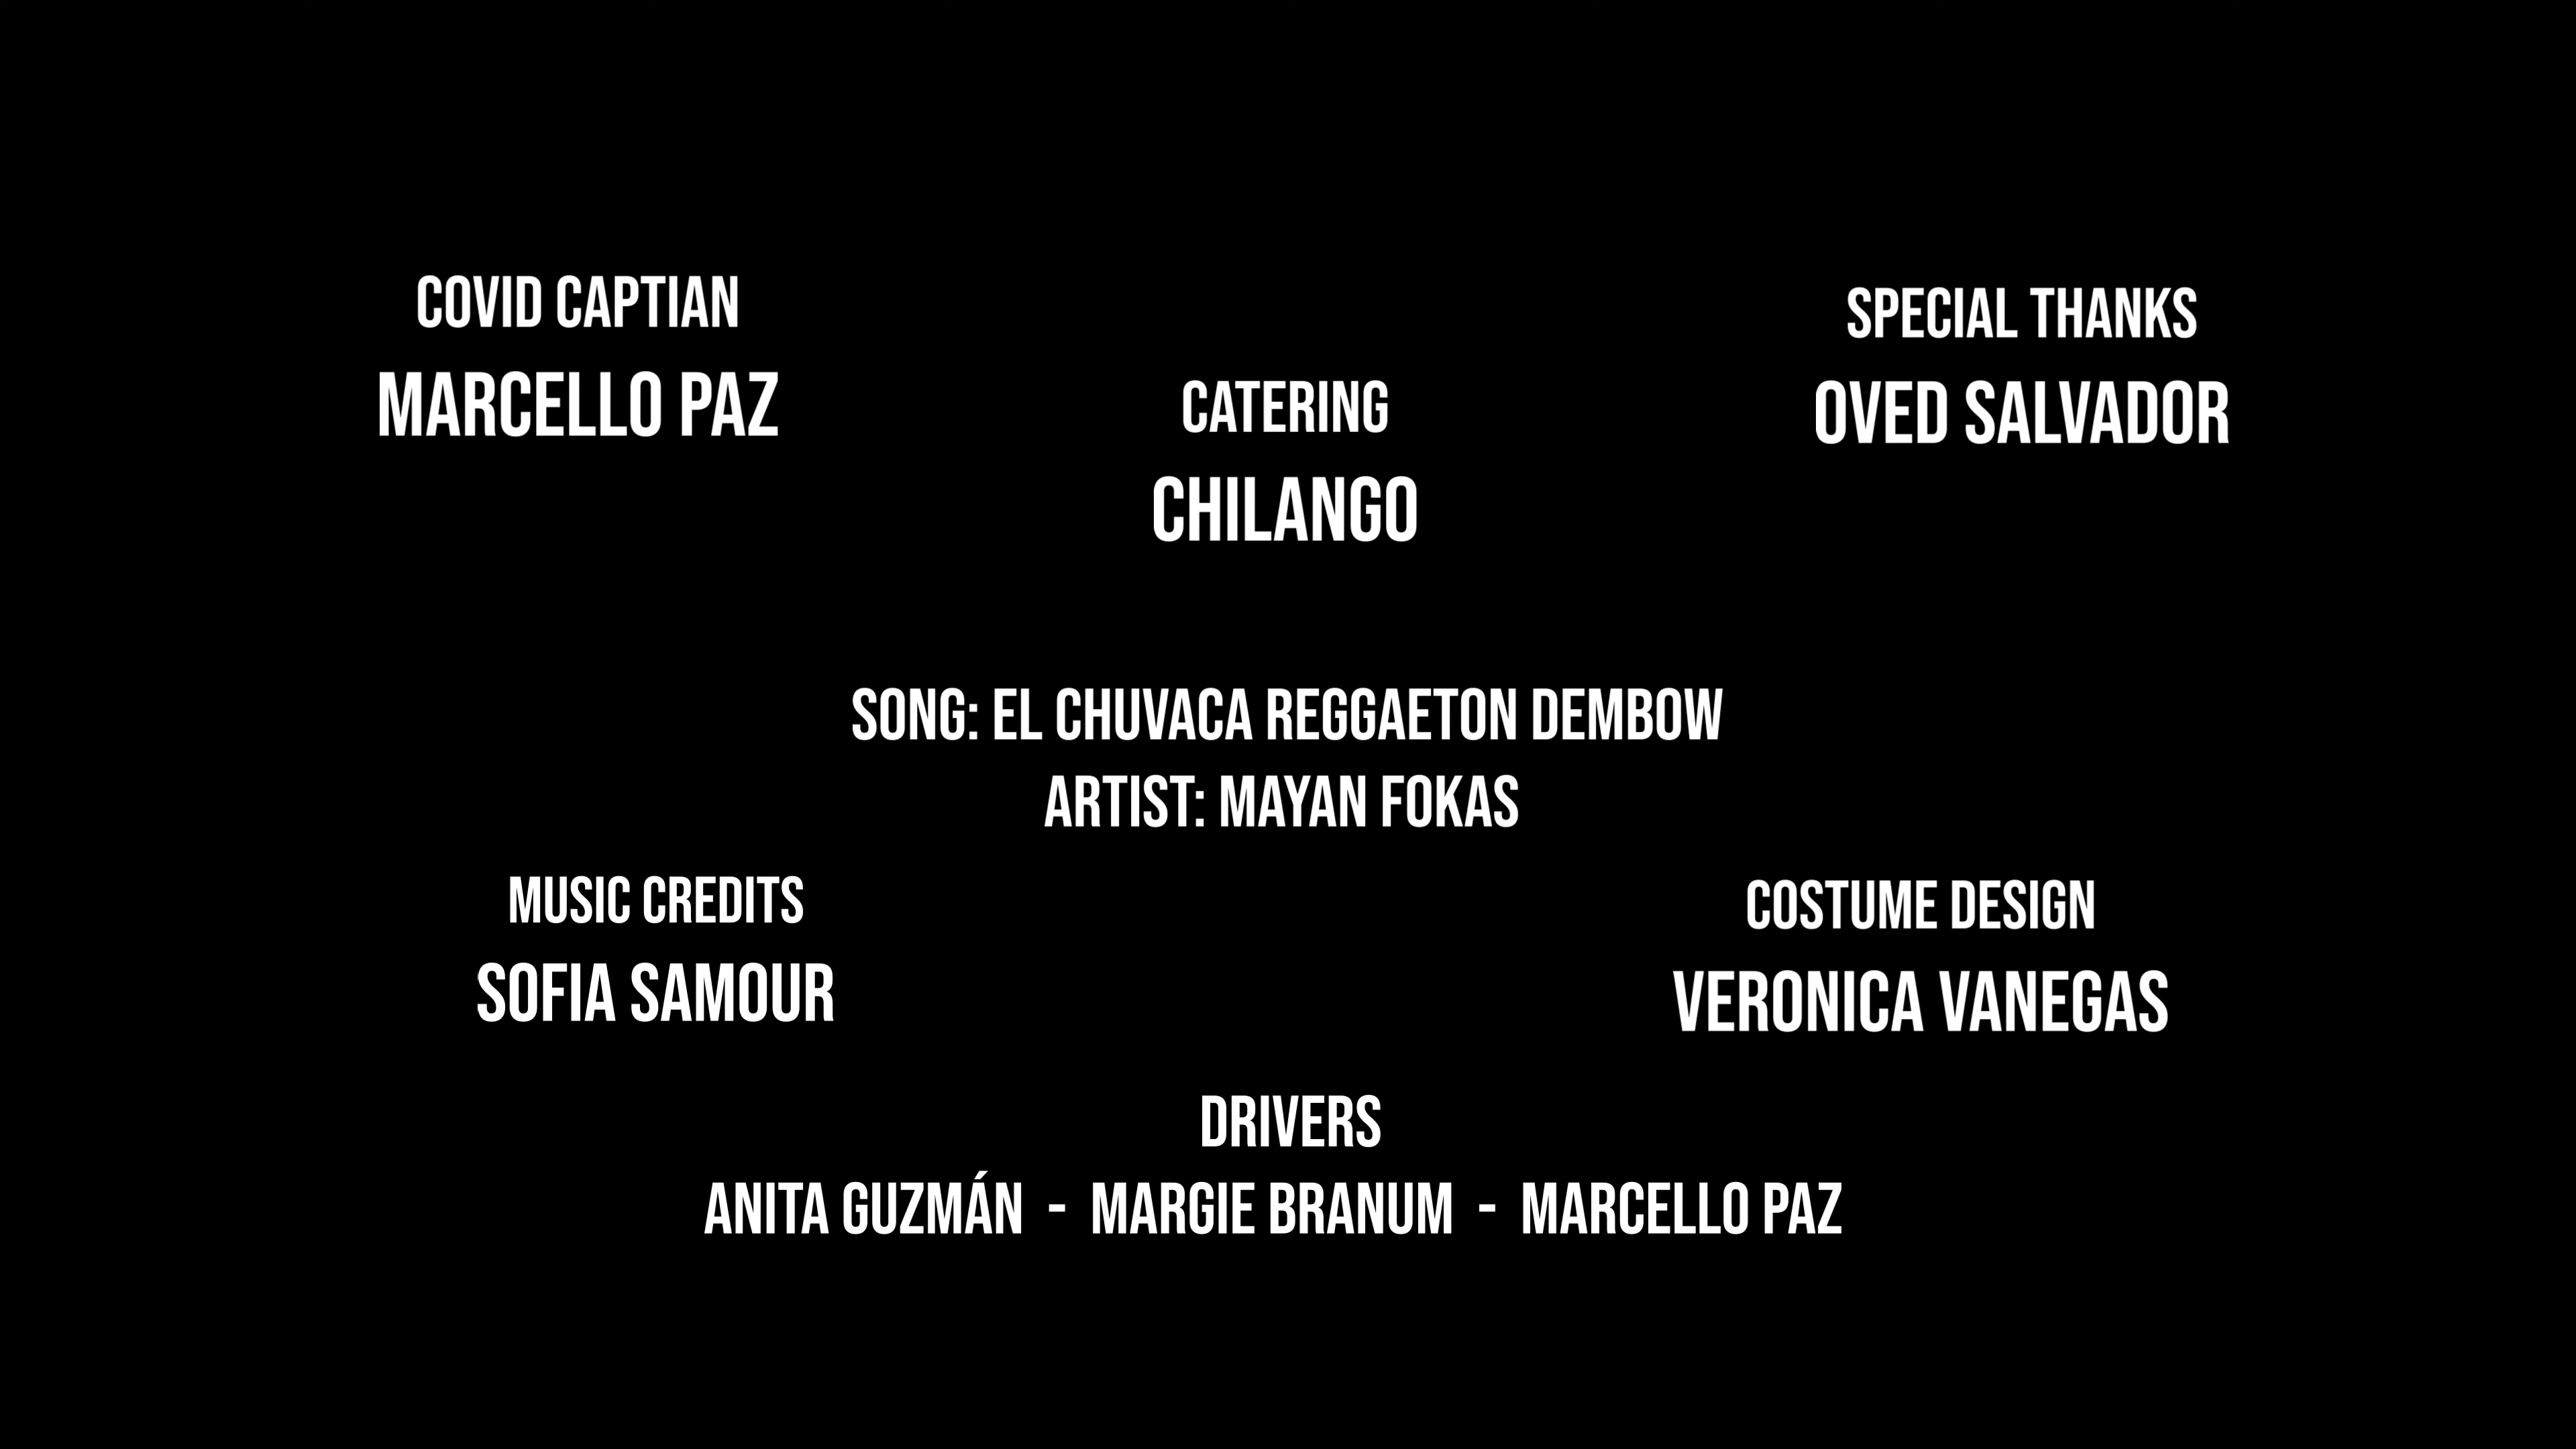 COVID CAPTIAN
MARCELLO PAZ
CATERING
CHILANGO
SPECIAL THANKS
OVED SALVADOR
SONG: EL CHUVACA REGGAETON DEMBOW
ARTIST: MAYAN FOKAS
MUSIC CREDITS
SOFIA SAMOUR
COSTUME DESIGN
VERONICA VANEGAS
DRIVERS
ANITA GUZMÁN - MARGIE BRANUM - MARCELLO PAZ